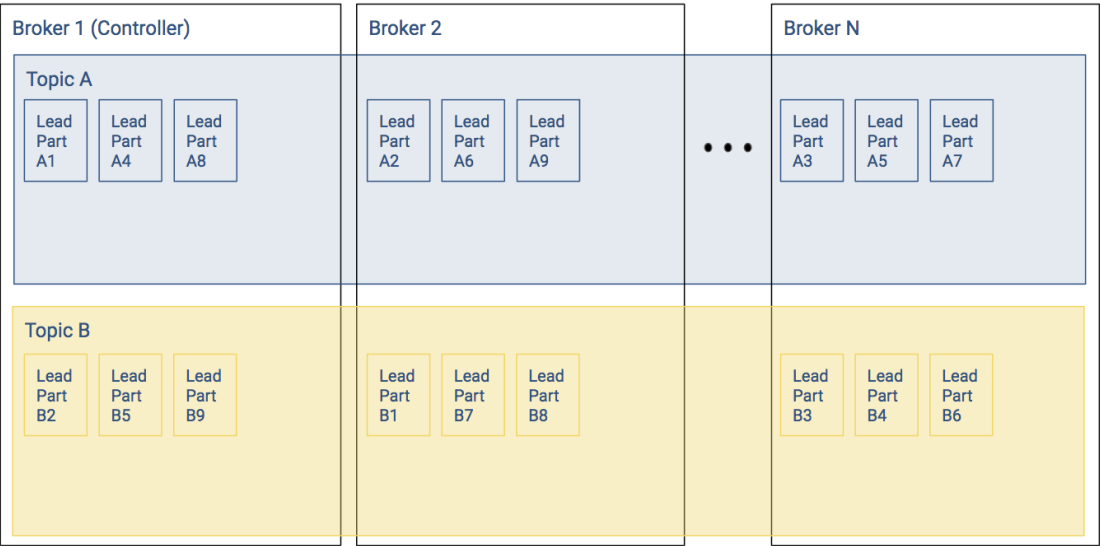 Broker 1 (Controller)
Broker 2
Broker N
Topic A
Lead
Part
A1
Lead
Part
A4
Lead
Part
A8
Lead
Part
A2
Lead
Part
A6
Lead
Part
A9
Lead
Part
A3
Lead
Part
A5
Lead
Part
A7
Topic B
Lead
Part
B2
Lead
Part
B5
Lead
Part
B9
Lead
Part
B1
Lead
Part
B7
Lead
Part
B8
Lead
Part
B3
Lead
Part
B4
Lead
Part
B6